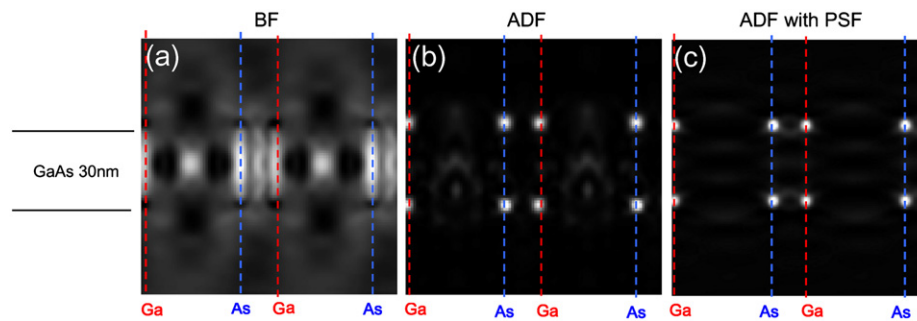 BF
ADF
ADF with PSF
(a)
(b)
(c)
GaAs 30nm
Ga
As
Ga
As
Ga
As
Ga
As
Ga
As
Ga
As